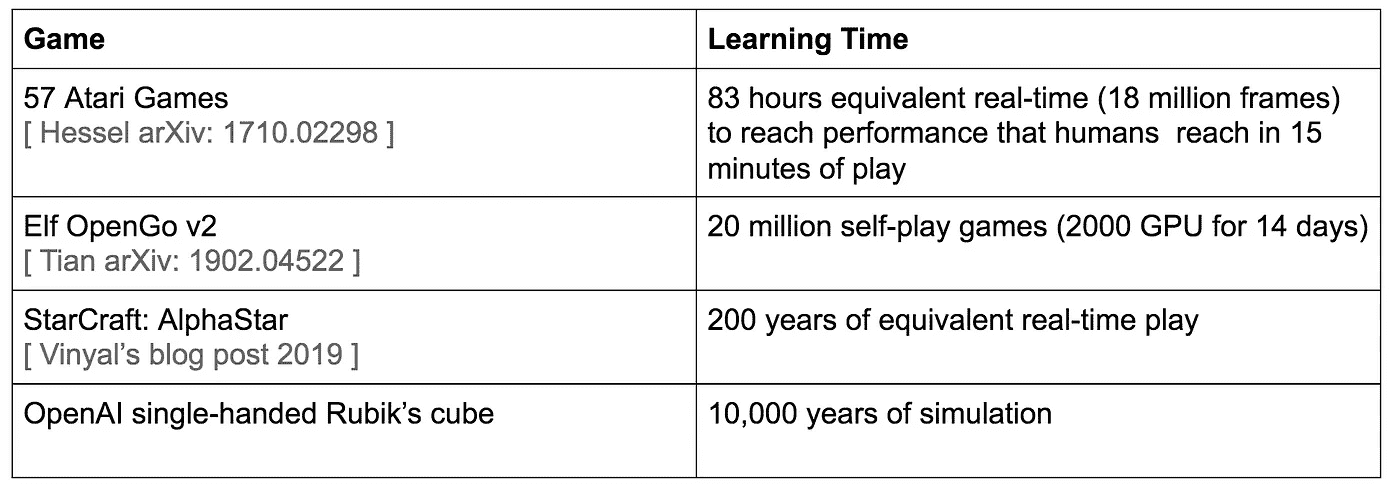 Game
Learning Time
57 Atari Games
[ Hessel arXiv: 1710.02298 ]
83 hours equivalent real-time (18 million frames)
to reach performance that humans  reach in 15
minutes of play
Elf OpenGo v2
[ Tian arXiv: 1902.04522 ]
20 million self-play games (2000 GPU for 14 days)
StarCraft: AlphaStar
[ Vinyal’s blog post 2019 ]
200 years of equivalent real-time play
OpenAI single-handed Rubik’s cube
10,000 years of simulation